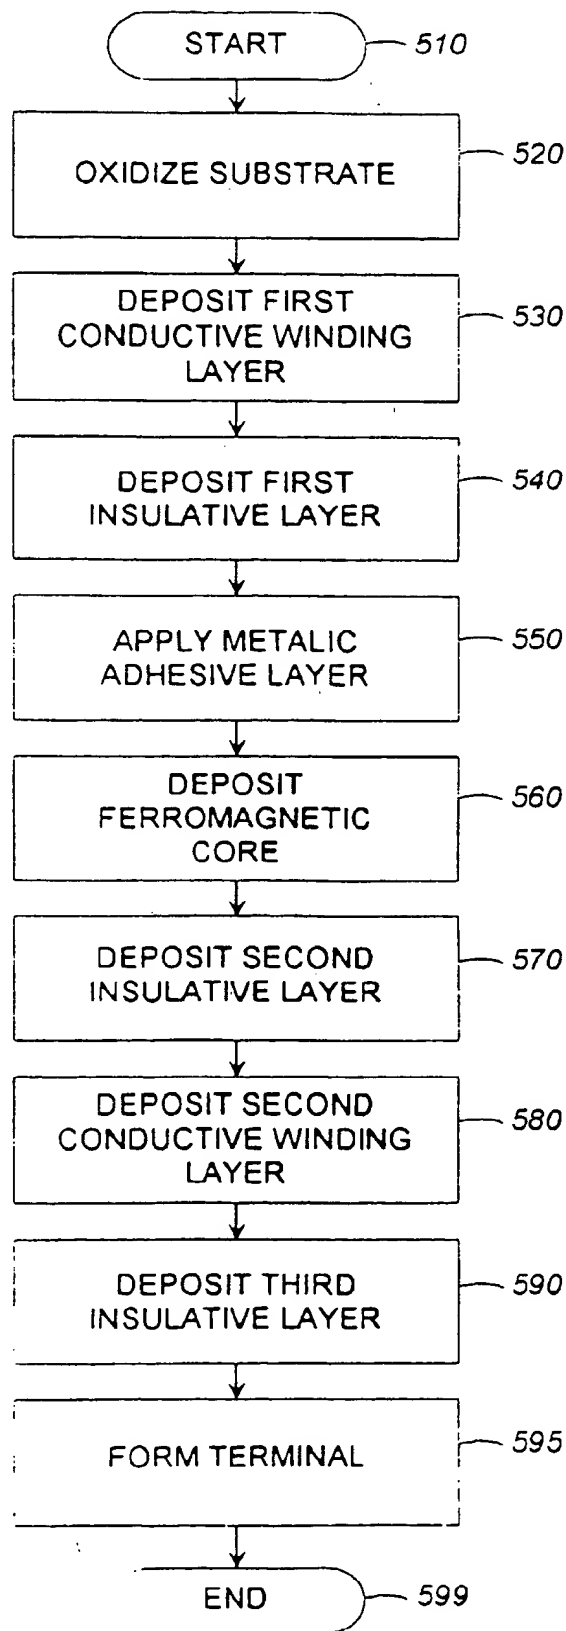 START
510
OXIDIZE SUBSTRATE
520
DEPOSIT FIRST
CONDUCTIVE WINDING
LAYER
530
DEPOSIT FIRST
INSULATIVE LAYER
540
APPLY METALIC
ADHESIVE LAYER
550
DEPOSIT
FERROMAGNETIC
CORE
560
DEPOSIT SECOND
INSULATIVE LAYER
570
DEPOSIT SECOND
CONDUCTIVE WINDING
LAYER
580
DEPOSIT THIRD
INSULATIVE LAYER
590
FORM TERMINAL
595
END
599